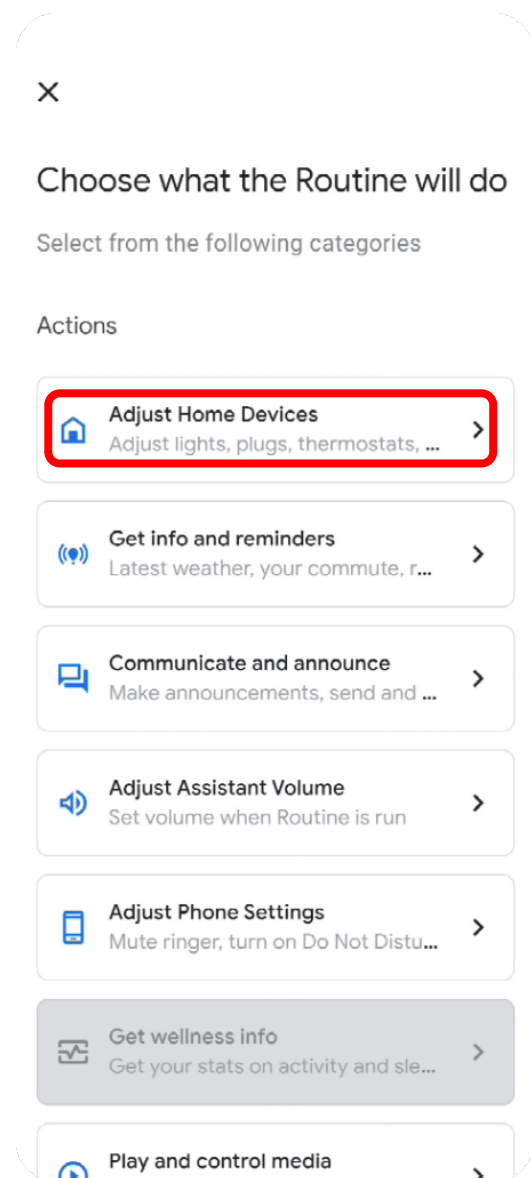 Choose what the Routine will do
Select from the following categories
Actions
Adjust Home Devices
Adjust lights, plugs, thermostats, ...
Get info and reminders
Latest weather, your commute, r...
Communicate and announce
Make announcements, send and ...
Adjust Assistant Volume
Set volume when Routine is run
Adjust Phone Settings
Mute ringer, turn on Do Not Distu...
Get wellness info
Get your stats on activity and sle...
Play and control media